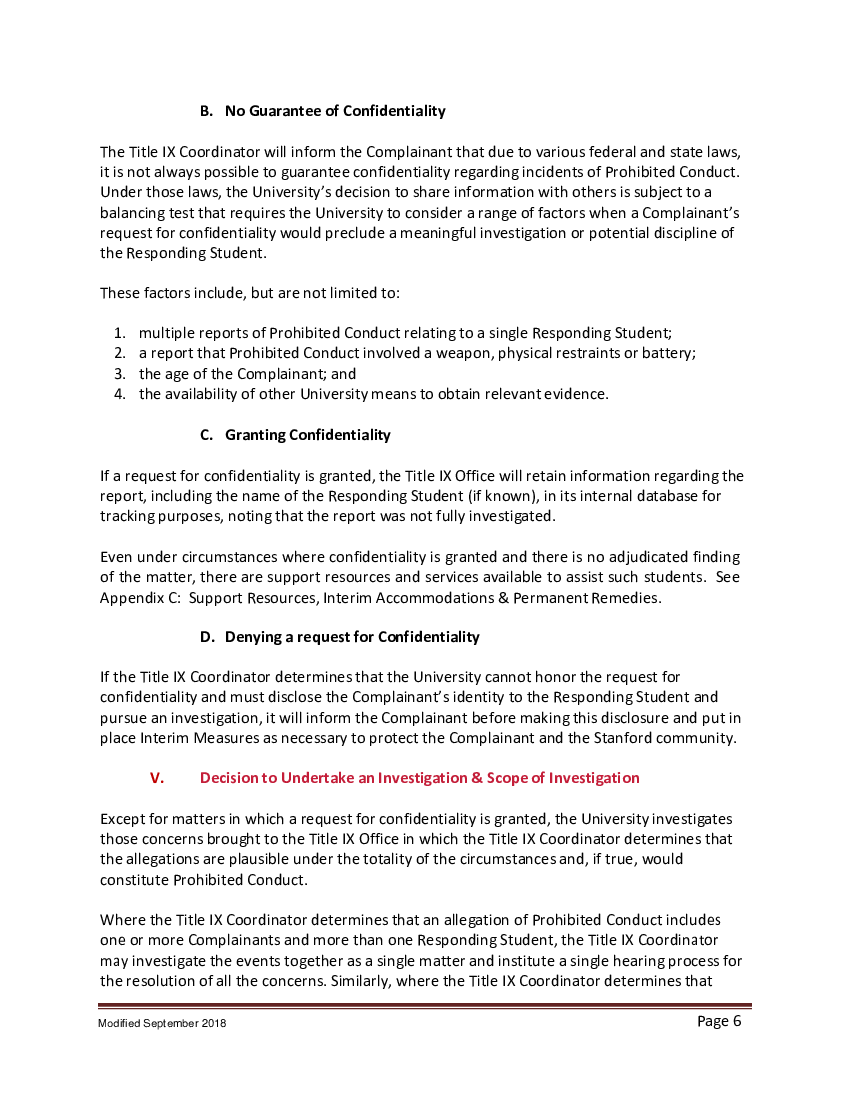 B. No Guarantee of Confidentiality
The Title IX Coordinator will inform the Complainant that due to various federal and state laws,
it is not always possible to guarantee confidentiality regarding incidents of Prohibited Conduct.
Under those laws, the University’s decision to share information with others is subject to a
balancing test that requires the University to consider a range of factors when a Complainant’s
request for confidentiality would preclude a meaningful investigation or potential discipline of
the Responding Student.
These factors include, but are not limited to:
1. multiple reports of Prohibited Conduct relating to a single Responding Student;
2. a report that Prohibited Conduct involved a weapon, physical restraints or battery;
3. the age of the Complainant; and
4. the availability of other University means to obtain relevant evidence.
C. Granting Confidentiality
If a request for confidentiality is granted, the Title IX Office will retain information regarding the
report, including the name of the Responding Student (if known), in its internal database for
tracking purposes, noting that the report was not fully investigated.
Even under circumstances where confidentiality is granted and there is no adjudicated finding
of the matter, there are support resources and services available to assist such students. See
Appendix C: Support Resources, Interim Accommodations & Permanent Remedies.
D. Denying a request for Confidentiality
If the Title IX Coordinator determines that the University cannot honor the request for
confidentiality and must disclose the Complainant’s identity to the Responding Student and
pursue an investigation, it will inform the Complainant before making this disclosure and put in
place Interim Measures as necessary to protect the Complainant and the Stanford community.
V. Decision to Undertake an Investigation & Scope of Investigation
Except for matters in which a request for confidentiality is granted, the University investigates
those concerns brought to the Title IX Office in which the Title IX Coordinator determines that
the allegations are plausible under the totality of the circumstances and, if true, would
constitute Prohibited Conduct.
Where the Title IX Coordinator determines that an allegation of Prohibited Conduct includes
one or more Complainants and more than one Responding Student, the Title IX Coordinator
may investigate the events together as a single matter and institute a single hearing process for
the resolution of all the concerns. Similarly, where the Title IX Coordinator determines that
Modified September 2018 Page 6